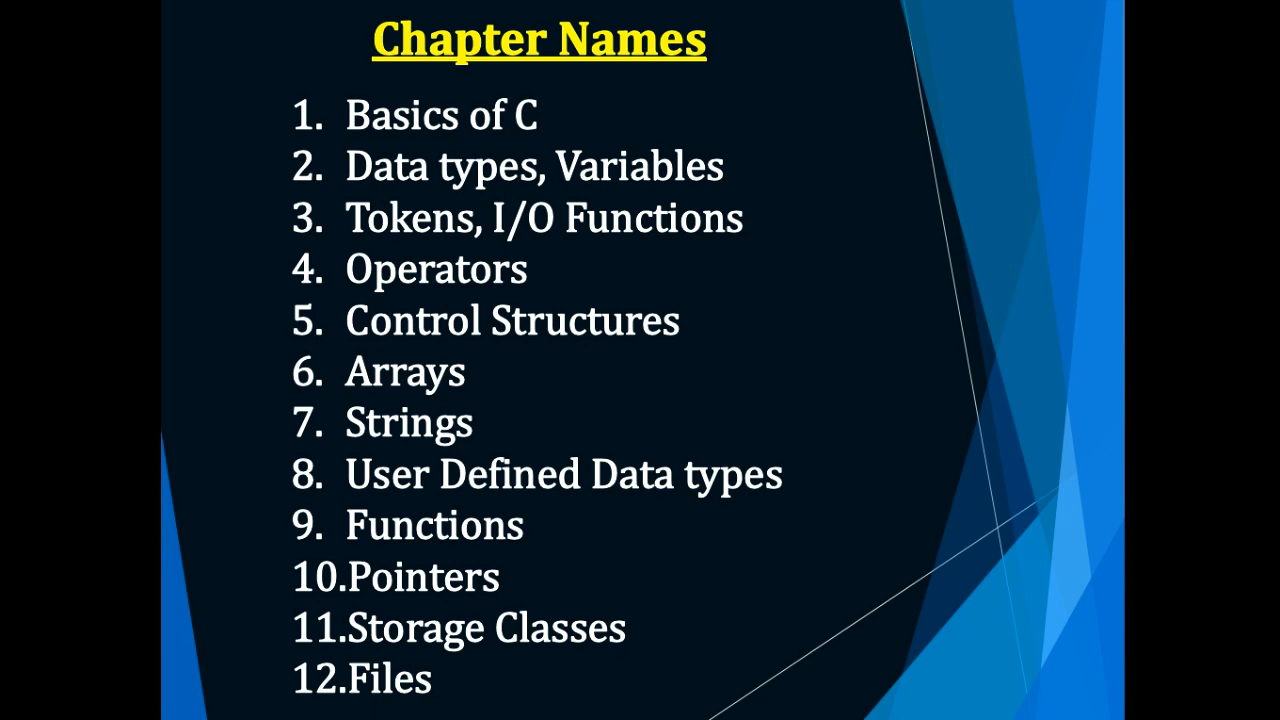 Chapter Names
1. Basics of C
2. Data types, Variables
3. Tokens, I/O Functions
4. Operators
5. Control Structures
6. Arrays
7. Strings
8. User Defined Data types
9. Functions
10.Pointers
11.Storage Classes
12.Files